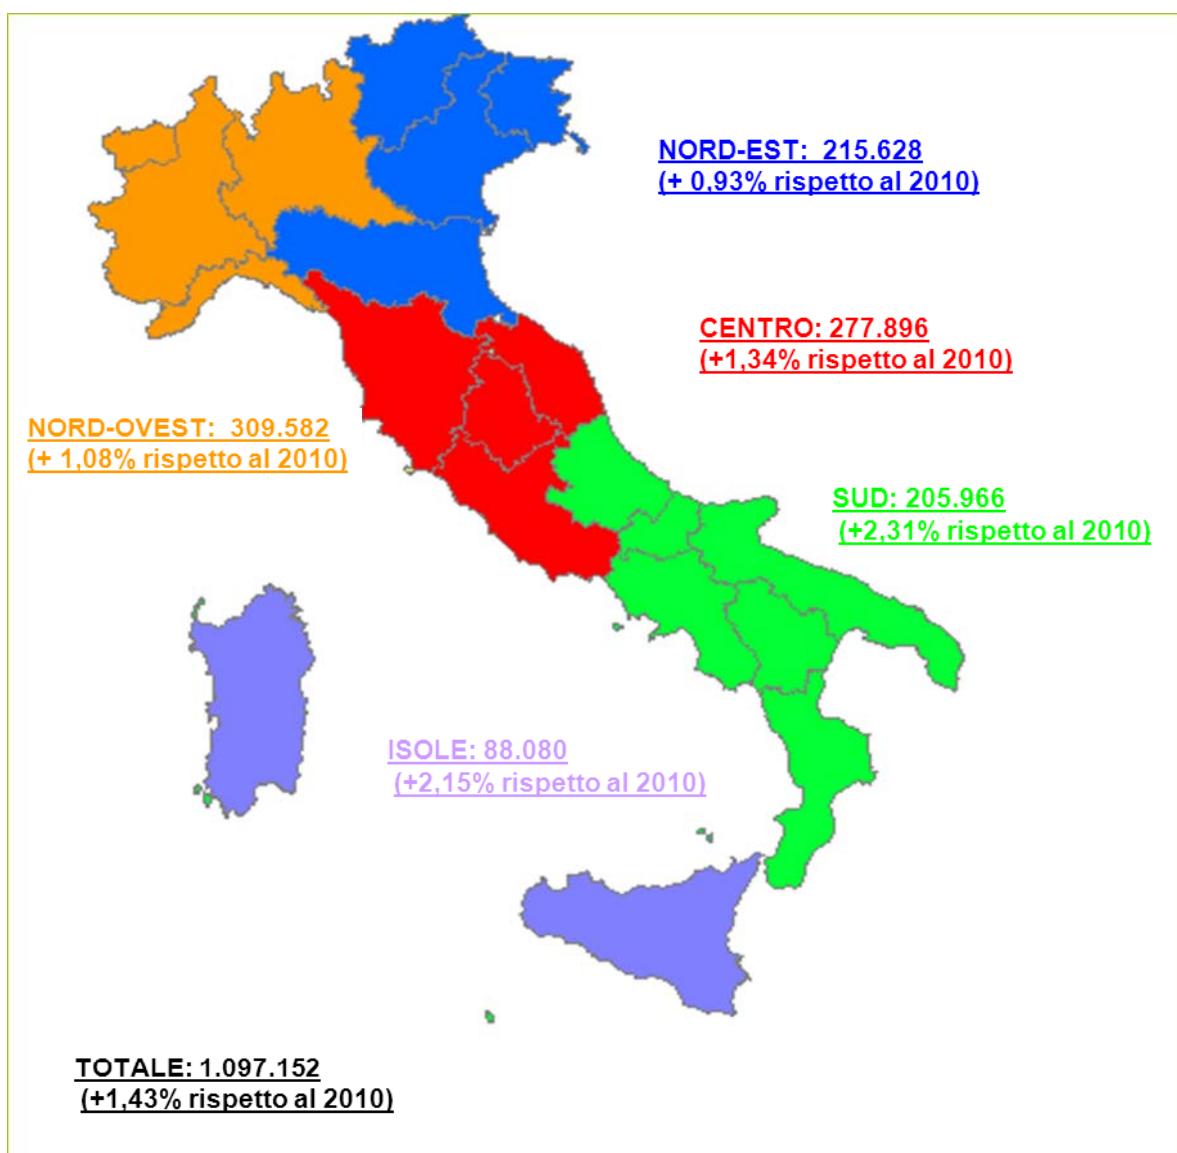 NORD-EST:  215.628
(+ 0,93% rispetto al 2010)
CENTRO: 277.896
(+1,34% rispetto al 2010)
NORD-OVEST:  309.582
(+ 1,08% rispetto al 2010)
SUD: 205.966
(+2,31% rispetto al 2010)
ISOLE: 88.080
(+2,15% rispetto al 2010)
TOTALE: 1.097.152
(+1,43% rispetto al 2010)